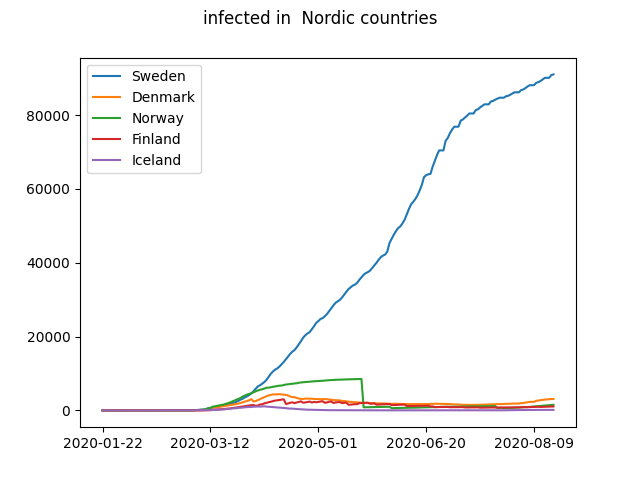 infected in  Nordic countries
Sweden
Denmark
Norway
Finland
Iceland
80000
60000
40000
20000
0
2020-01-22
2020-03-12
2020-05-01
2020-06-20
2020-08-09